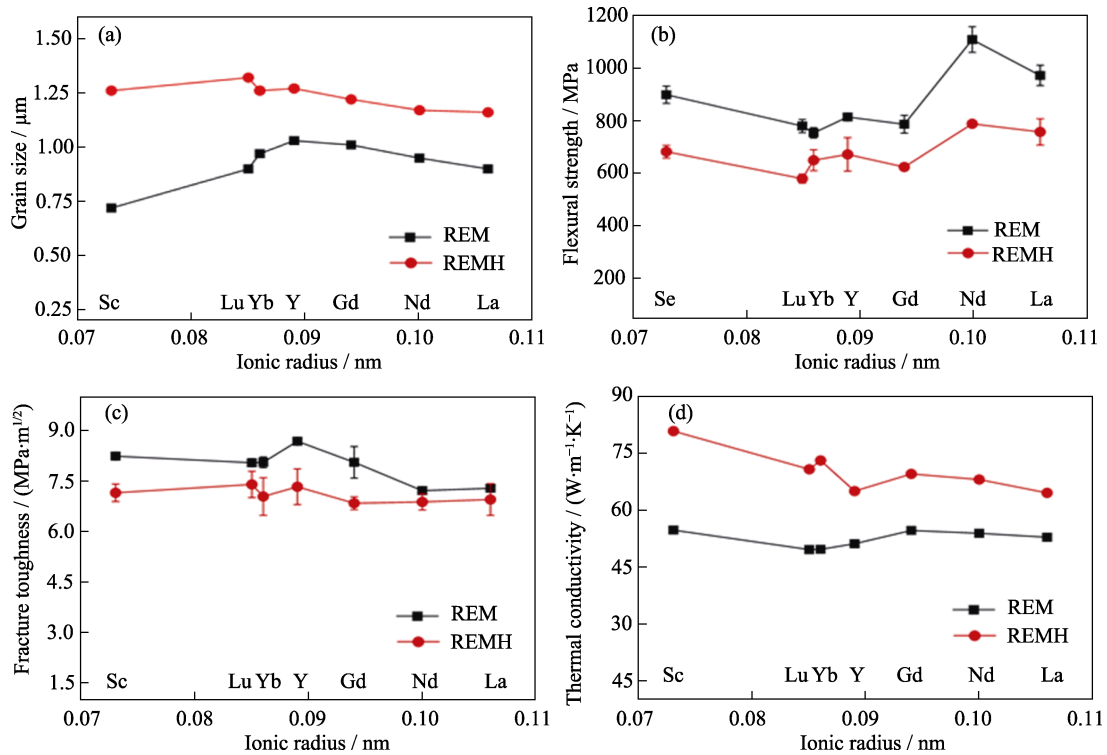 (a)
1.50
1.25
1.00
0.75
0.50
0.25
Grain size / μm
REM
REMH
Sc Lu Yb Y Gd Nd La
0.07 0.08 0.09 0.10 0.11
Ionic radius / nm
(b)
1200
1000
800
600
400
200
Flexural strength / MPa
REM
REMH
Se Lu Yb Y Gd Nd La
0.07 0.08 0.09 0.10 0.11
Ionic radius / nm
(c)
9.0
7.5
6.0
4.5
3.0
1.5
Fracture toughness / (MPa·m^{1/2})
REM
REMH
Sc Lu Yb Y Gd Nd La
0.07 0.08 0.09 0.10 0.11
Ionic radius / nm
(d)
90
75
60
45
30
45
Thermal conductivity / (W·m⁻¹·K⁻¹)
REM
REMH
Sc Lu Yb Y Gd Nd La
0.07 0.08 0.09 0.10 0.11
Ionic radius / nm